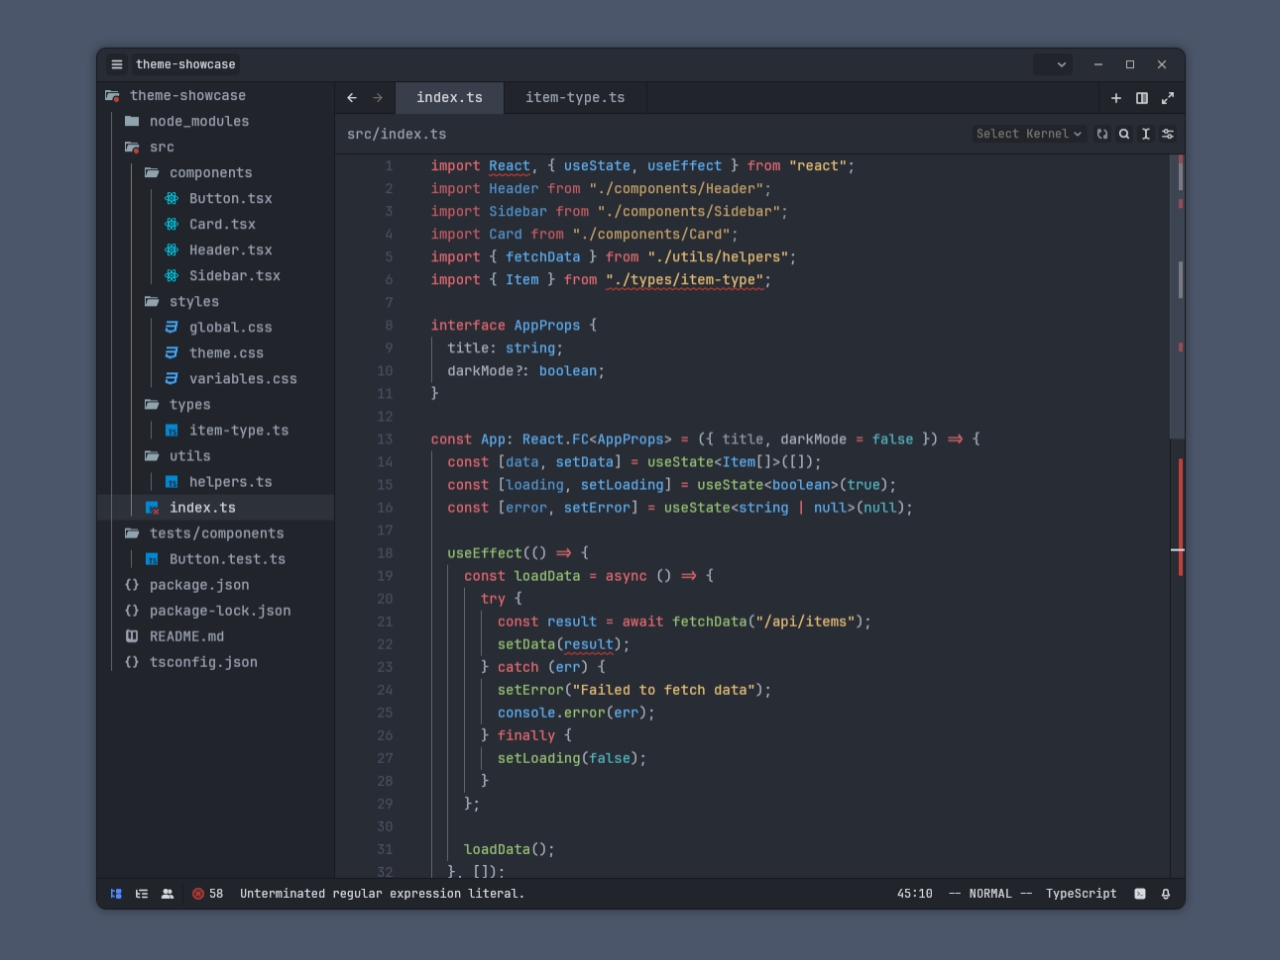 theme-showcase
theme-showcase
node_modules
src
components
Button.tsx
Card.tsx
Header.tsx
Sidebar.tsx
styles
global.css
theme.css
variables.css
types
item-type.ts
utils
helpers.ts
index.ts
tests/components
Button.test.ts
{} package.json
{} package-lock.json
README.md
{} tsconfig.json
index.ts item-type.ts
src/index.ts Select Kernel
1 import React, { useState, useEffect } from "react";
2 import Header from "./components/Header";
3 import Sidebar from "./components/Sidebar";
4 import Card from "./components/Card";
5 import { fetchData } from "./utils/helpers";
6 import { Item } from "./types/item-type";
7
8 interface AppProps {
9 title: string;
10 darkMode?: boolean;
11 }
12
13 const App: React.FC<AppProps> = ({ title, darkMode = false }) => {
14 const [data, setData] = useState<Item[]>([]);
15 const [loading, setLoading] = useState<boolean>(true);
16 const [error, setError] = useState<string | null>(null);
17
18 useEffect(() => {
19 const loadData = async () => {
20 try {
21 const result = await fetchData("/api/items");
22 setData(result);
23 } catch (err) {
24 setError("Failed to fetch data");
25 console.error(err);
26 } finally {
27 setLoading(false);
28 }
29 };
30
31 loadData();
32 }, []);
58 Unterminated regular expression literal. 45:10 -- NORMAL -- TypeScript